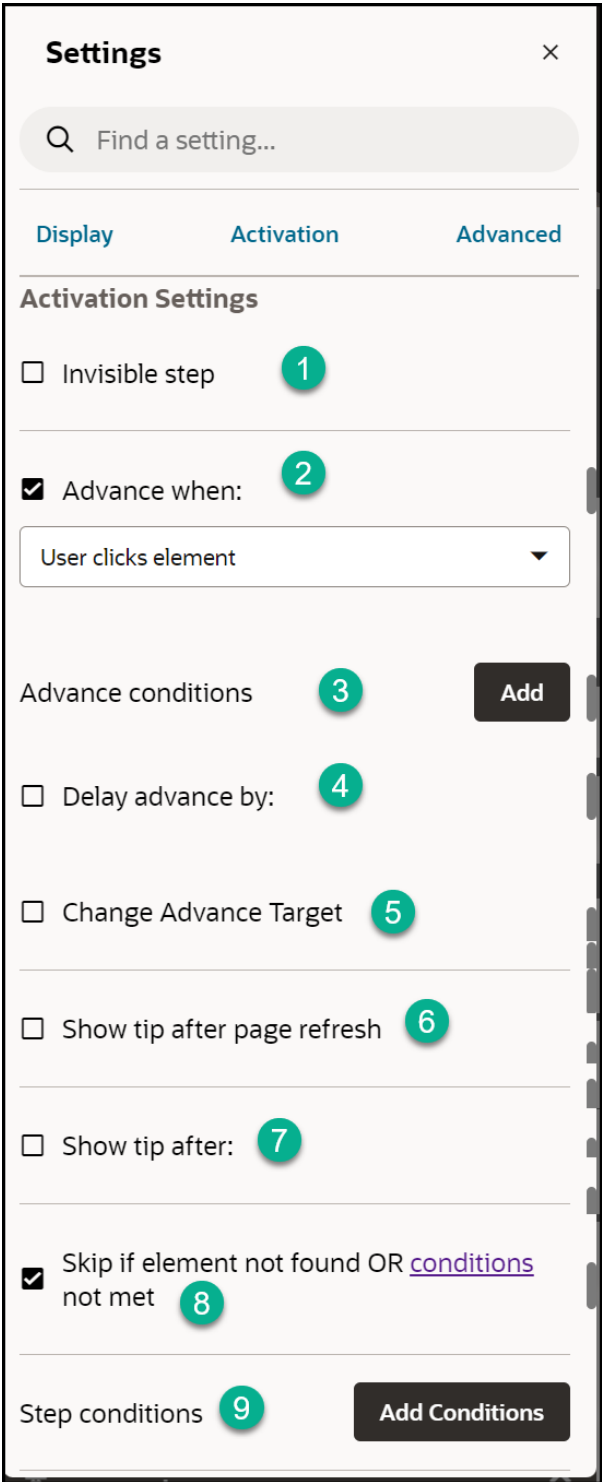 Settings
Find a setting...
Display Activation Advanced
Activation Settings
Invisible step 1
2
Advance when:
User clicks element
Advance conditions 3 Add
Delay advance by: 4
Change Advance Target 5
Show tip after page refresh 6
Show tip after: 7
Skip if element not found OR conditions
not met 8
Step conditions 9 Add Conditions